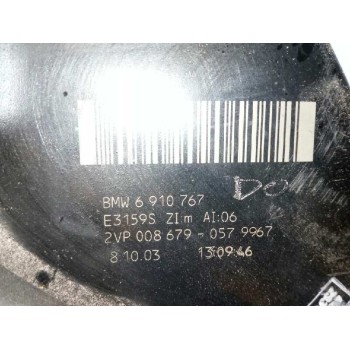 DO
BMW 6 910 767
E3159S ZI:m AI:06
2VP 008 679 - 057 9967
8.10.03 13:09:46